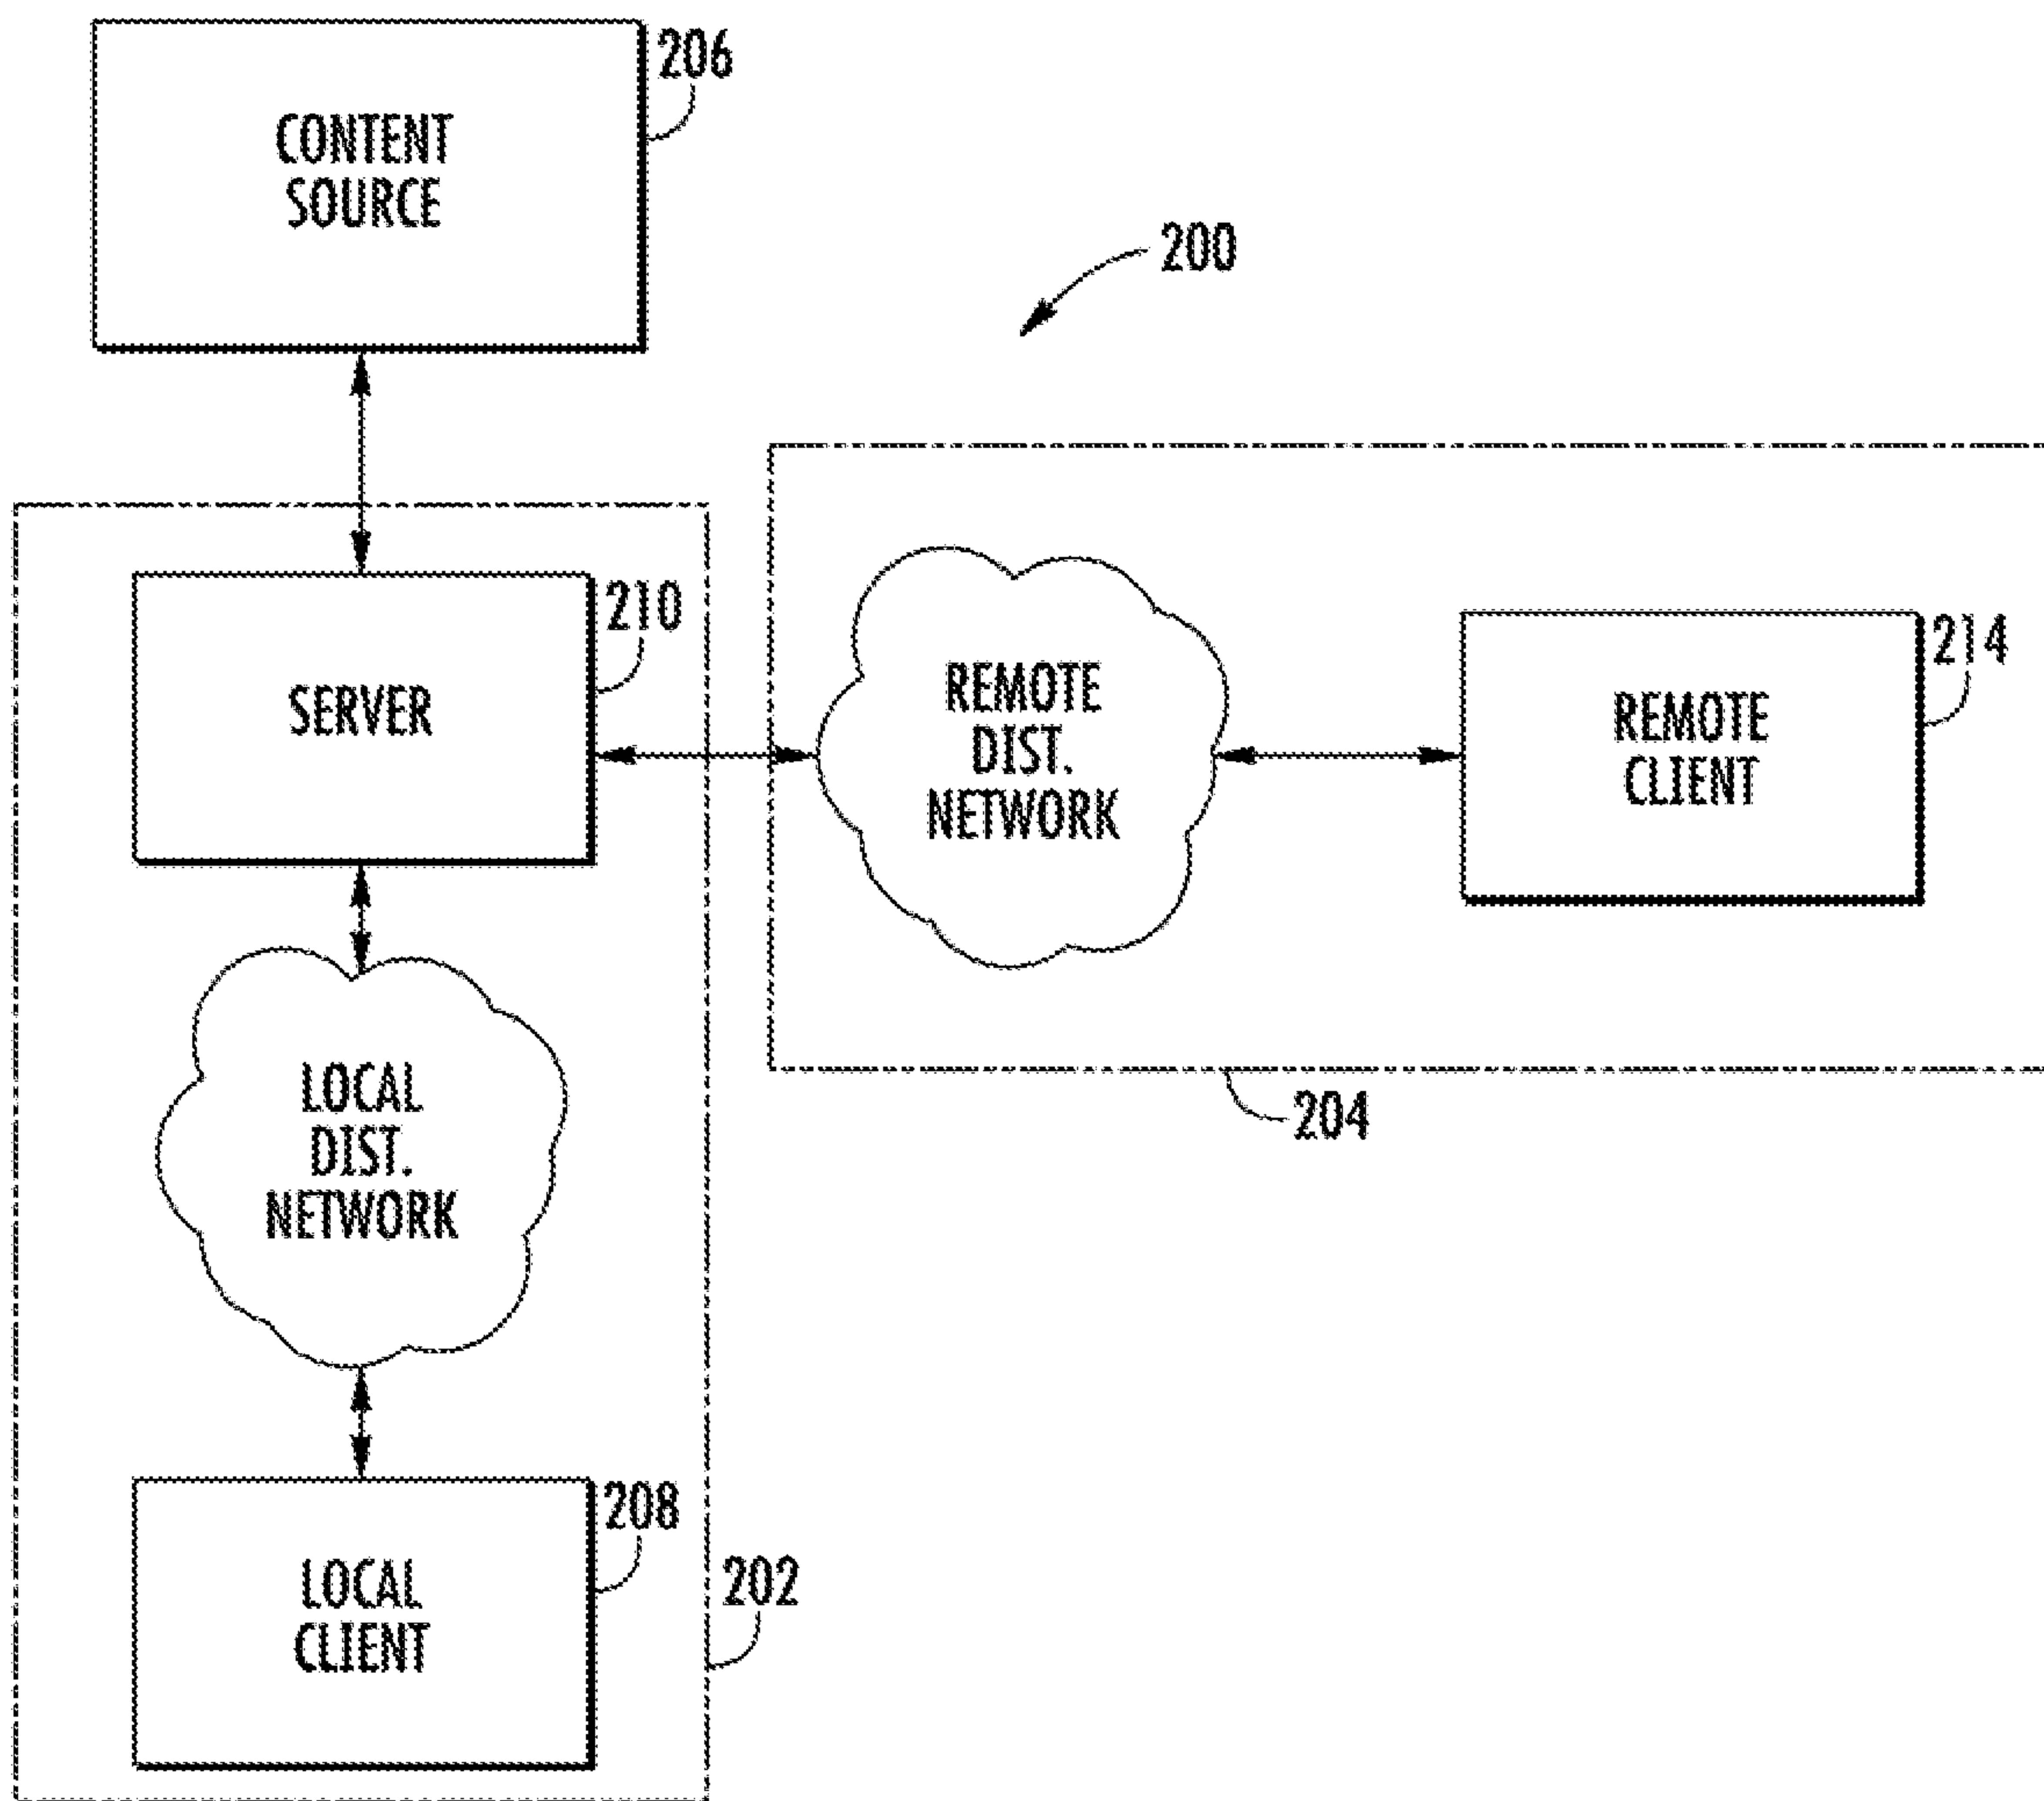 206
CONTENT
SOURCE
200
210
SERVER
214
REMOTE
DIST.
NETWORK
REMOTE
CLIENT
LOCAL
DIST.
NETWORK
204
208
LOCAL
CLIENT
202